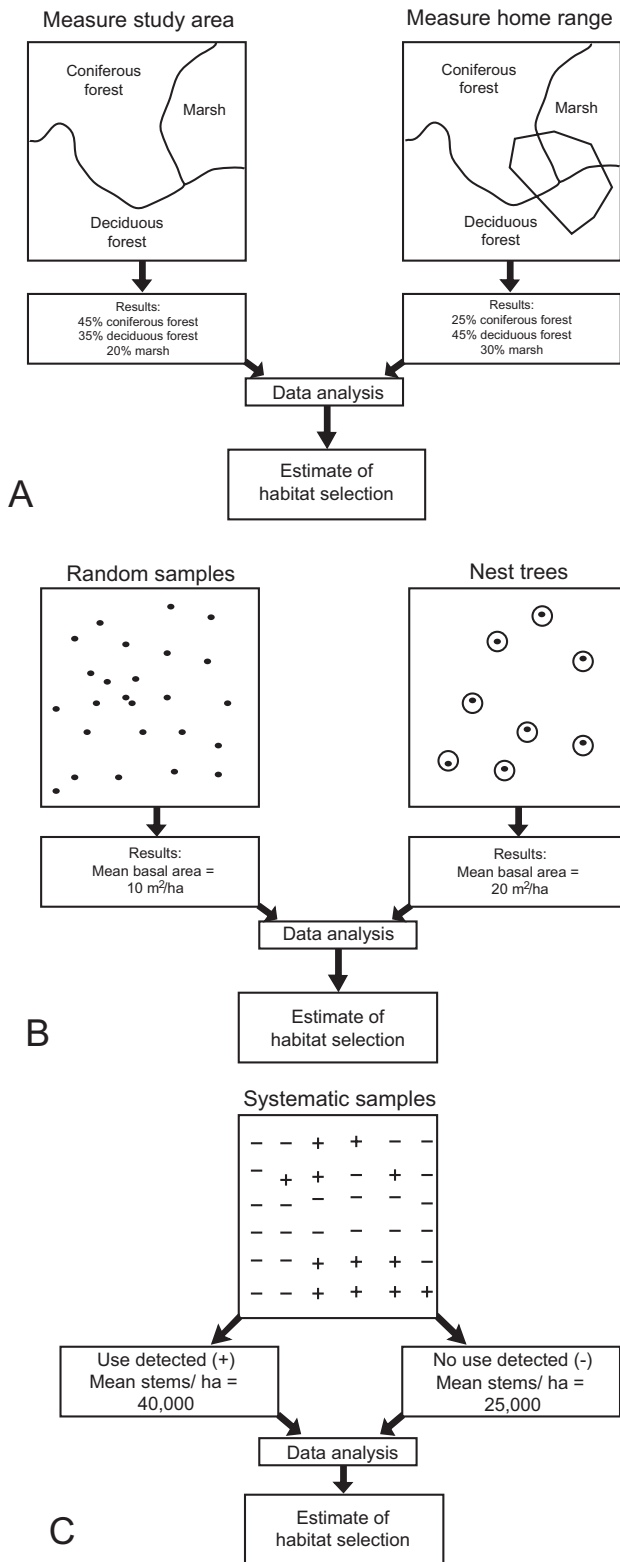 Measure study area
Coniferous
forest
Marsh
Deciduous
forest
Results:
45% coniferous forest
35% deciduous forest
20% marsh
Measure home range
Coniferous
forest
Marsh
Deciduous
forest
Results:
25% coniferous forest
45% deciduous forest
30% marsh
Data analysis
Estimate of
habitat selection
A
Random samples
Results:
Mean basal area =
10 m²/ha
Nest trees
Results:
Mean basal area =
20 m²/ha
Data analysis
Estimate of
habitat selection
B
Systematic samples
− − + + − −
− + + − + −
− − − − − −
− − − − − −
− − + + + −
− − + + + +
Use detected (+)
Mean stems/ ha =
40,000
No use detected (-)
Mean stems/ ha =
25,000
Data analysis
Estimate of
habitat selection
C